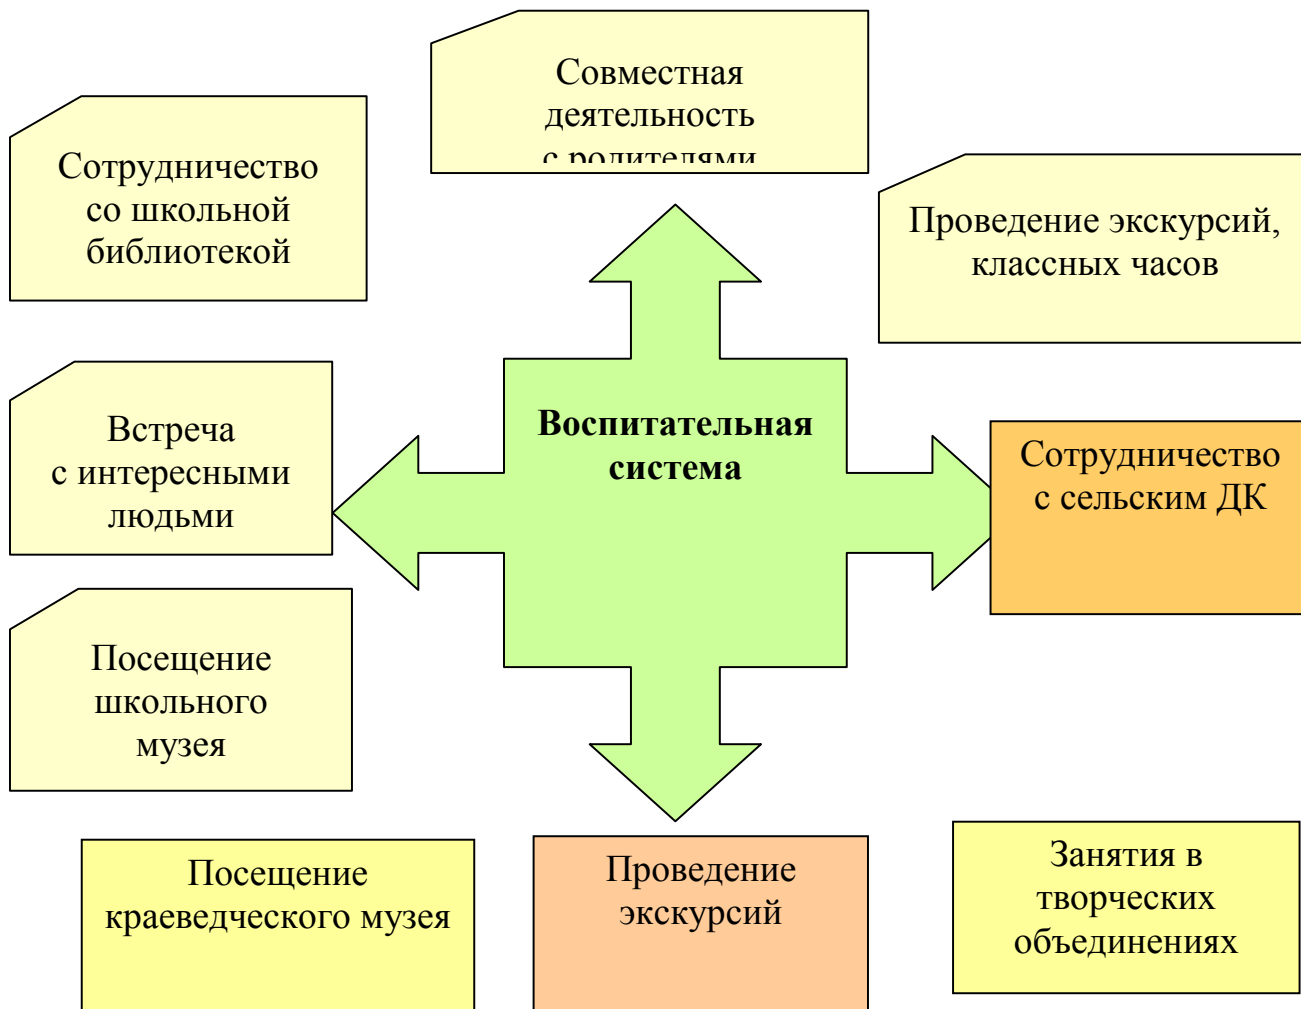 Совместная
деятельность
с родителями
Сотрудничество
со школьной
библиотекой
Проведение экскурсий,
классных часов
Встреча
с интересными
людьми
Воспитательная
система
Сотрудничество
с сельским ДК
Посещение
школьного
музея
Посещение
краеведческого музея
Проведение
экскурсий
Занятия в
творческих
объединениях